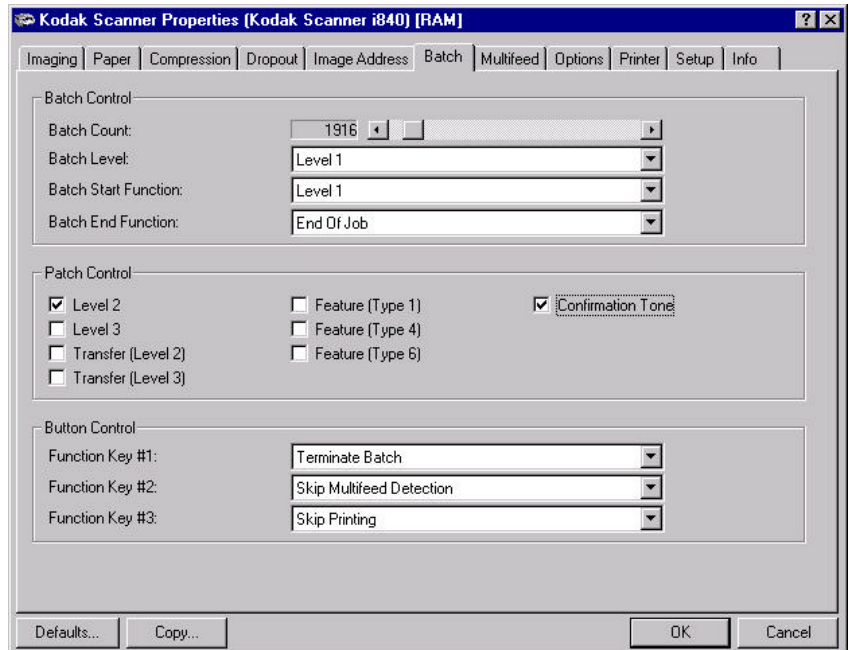 Kodak Scanner Properties (Kodak Scanner i840) [RAM]
Imaging Paper Compression Dropout Image Address Batch Multifeed Options Printer Setup Info
Batch Control
Batch Count: 1916
Batch Level: Level 1
Batch Start Function: Level 1
Batch End Function: End Of Job
Patch Control
Level 2 Feature (Type 1) Confirmation Tone
Level 3 Feature (Type 4)
Transfer (Level 2) Feature (Type 6)
Transfer (Level 3)
Button Control
Function Key #1: Terminate Batch
Function Key #2: Skip Multifeed Detection
Function Key #3: Skip Printing
Defaults... Copy... OK Cancel